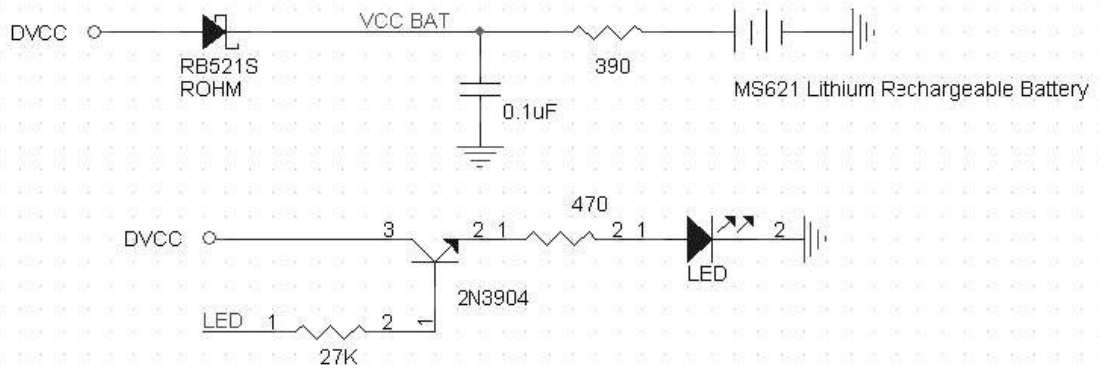 DVCC
VCC BAT
RB521S
ROHM
390
0.1uF
MS621 Lithium Rechargeable Battery
470
DVCC
3
2 1
2 1
2
LED
2N3904
LED
1
2
1
27K